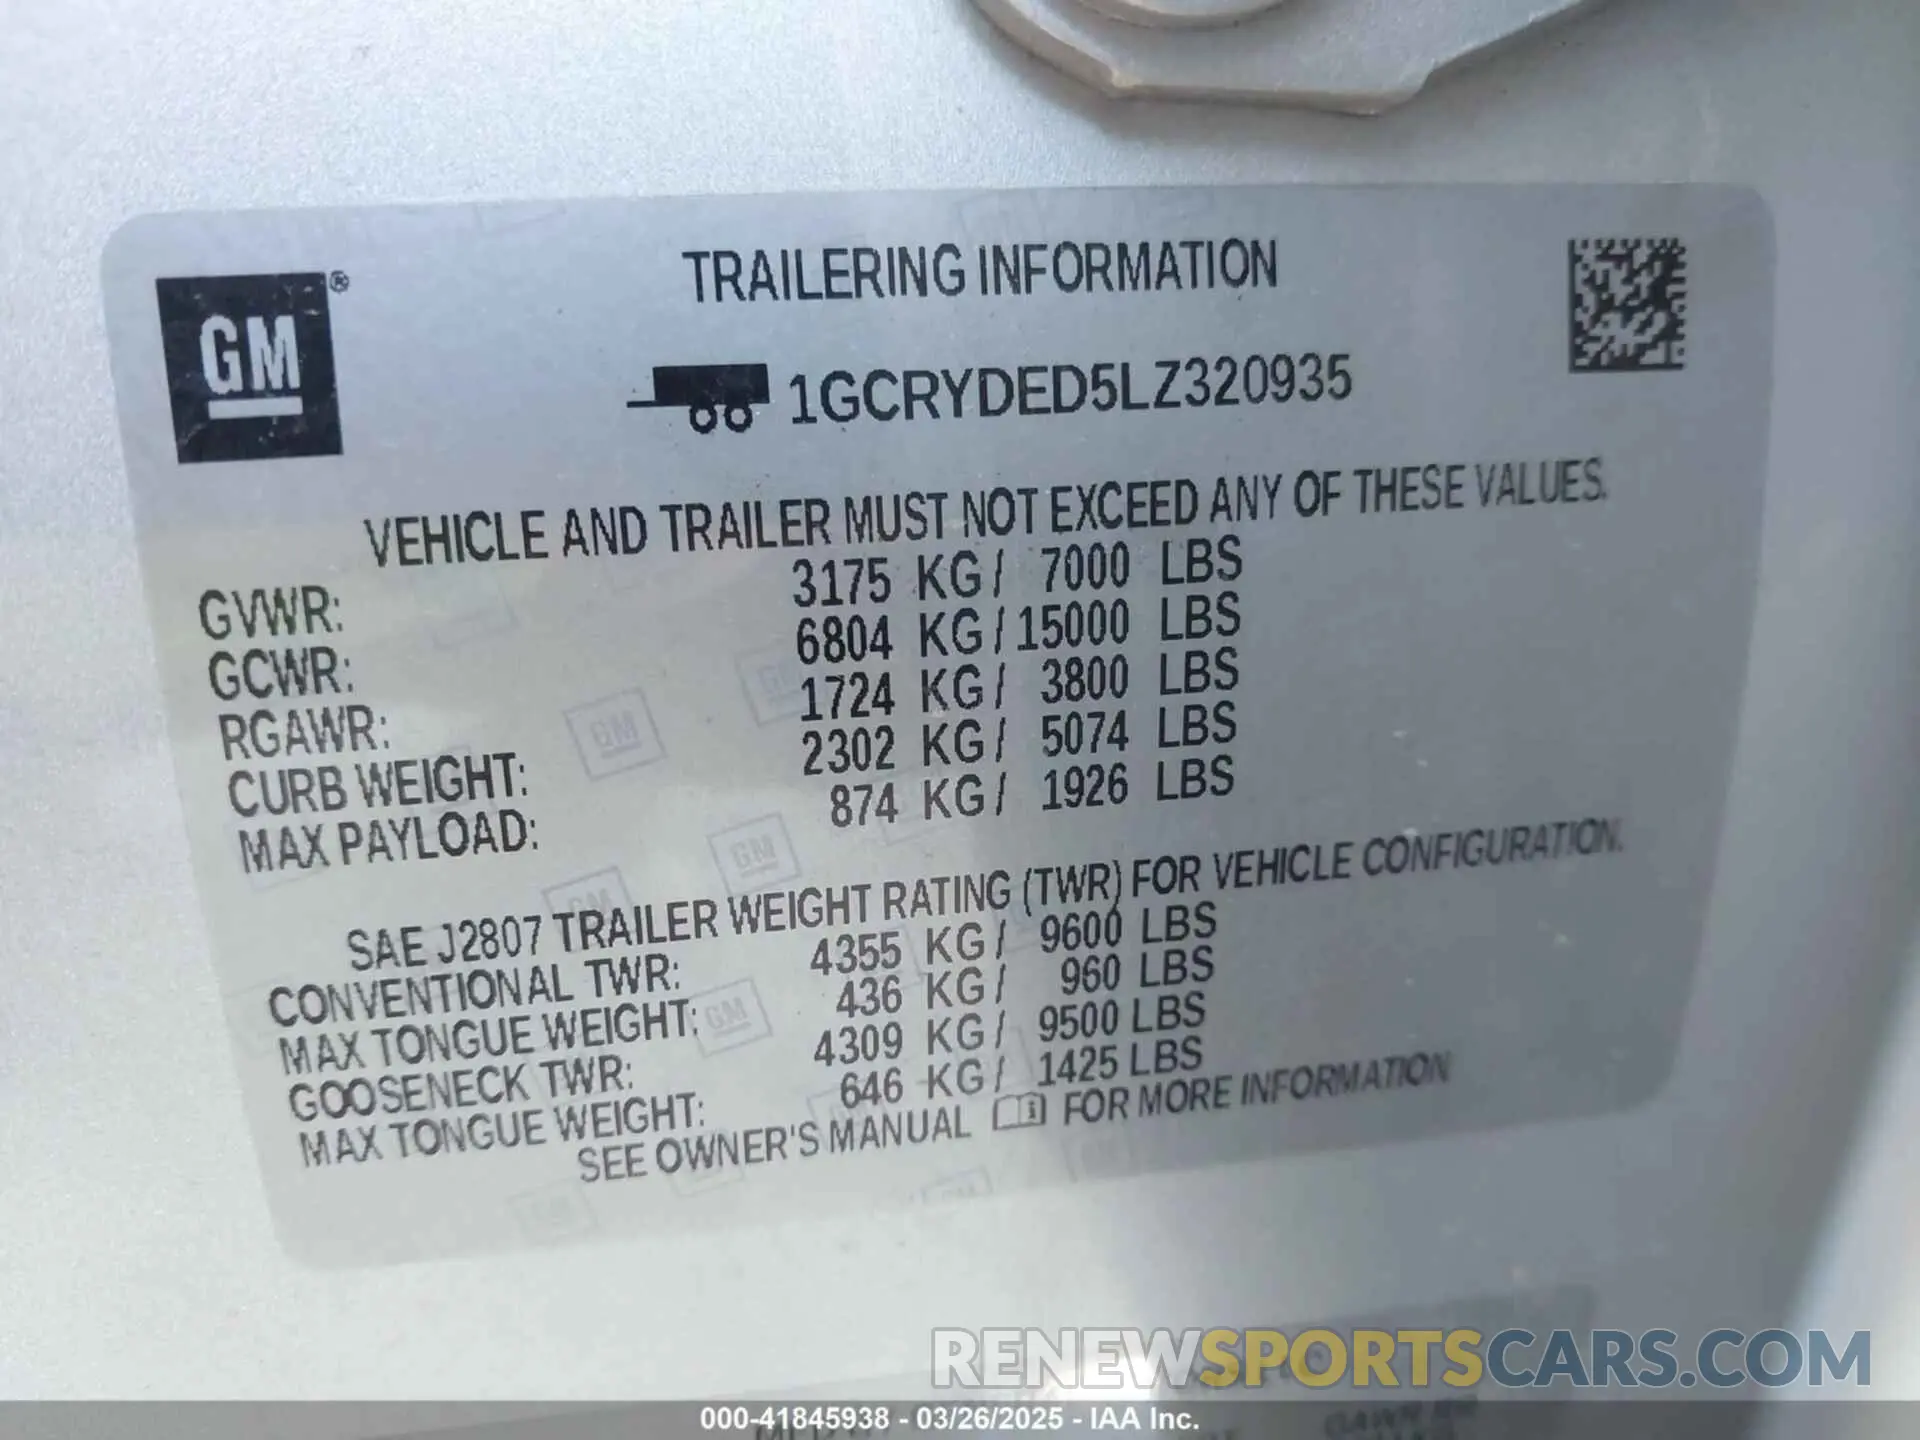 TRAILERING INFORMATION
GM®
1GCRYDED5LZ320935
VEHICLE AND TRAILER MUST NOT EXCEED ANY OF THESE VALUES.
GVWR: 3175 KG/ 7000 LBS
GCWR: 6804 KG/15000 LBS
RGAWR: 1724 KG/ 3800 LBS
CURB WEIGHT: 2302 KG/ 5074 LBS
MAX PAYLOAD: 874 KG/ 1926 LBS
SAE J2807 TRAILER WEIGHT RATING (TWR) FOR VEHICLE CONFIGURATION.
CONVENTIONAL TWR: 4355 KG/ 9600 LBS
MAX TONGUE WEIGHT: 436 KG/ 960 LBS
GOOSENECK TWR: 4309 KG/ 9500 LBS
MAX TONGUE WEIGHT: 646 KG/ 1425 LBS
SEE OWNER'S MANUAL FOR MORE INFORMATION
RENEWSPORTSCARS.COM
000-41845938 - 03/26/2025 - IAA Inc.